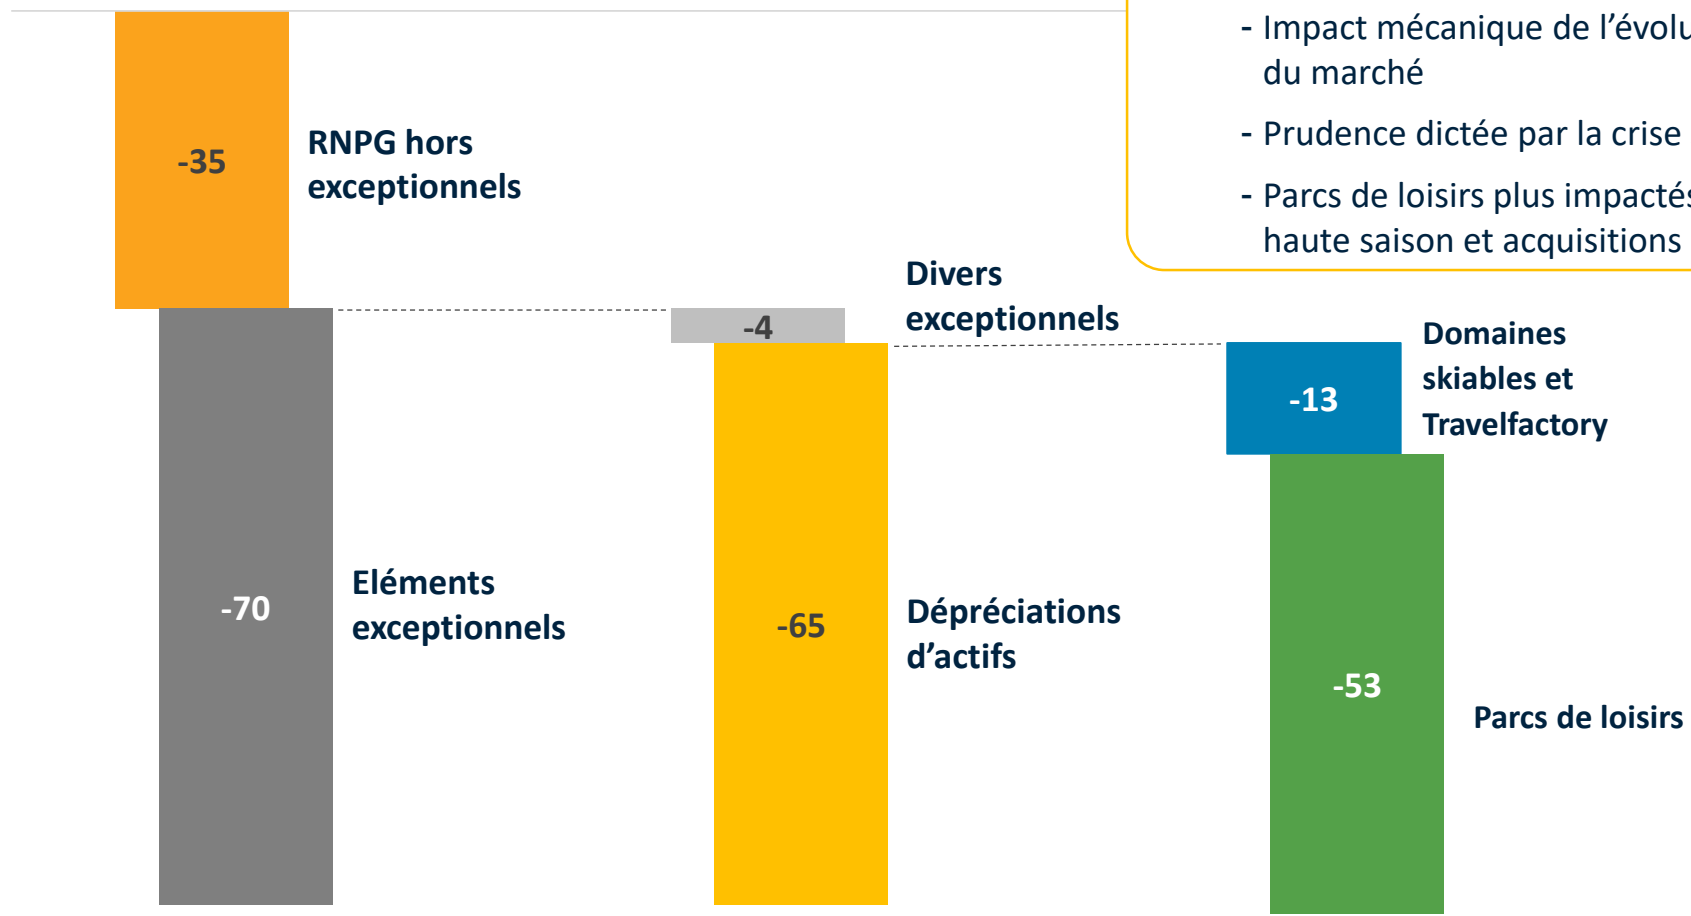 - Impact mécanique de l’évolu
du marché
- Prudence dictée par la crise
- Parcs de loisirs plus impactés
haute saison et acquisitions
-35
RNPG hors
exceptionnels
Divers
exceptionnels
-4
Domaines
skiables et
Travelfactory
-13
-70
Eléments
exceptionnels
-65
Dépréciations
d’actifs
-53
Parcs de loisirs